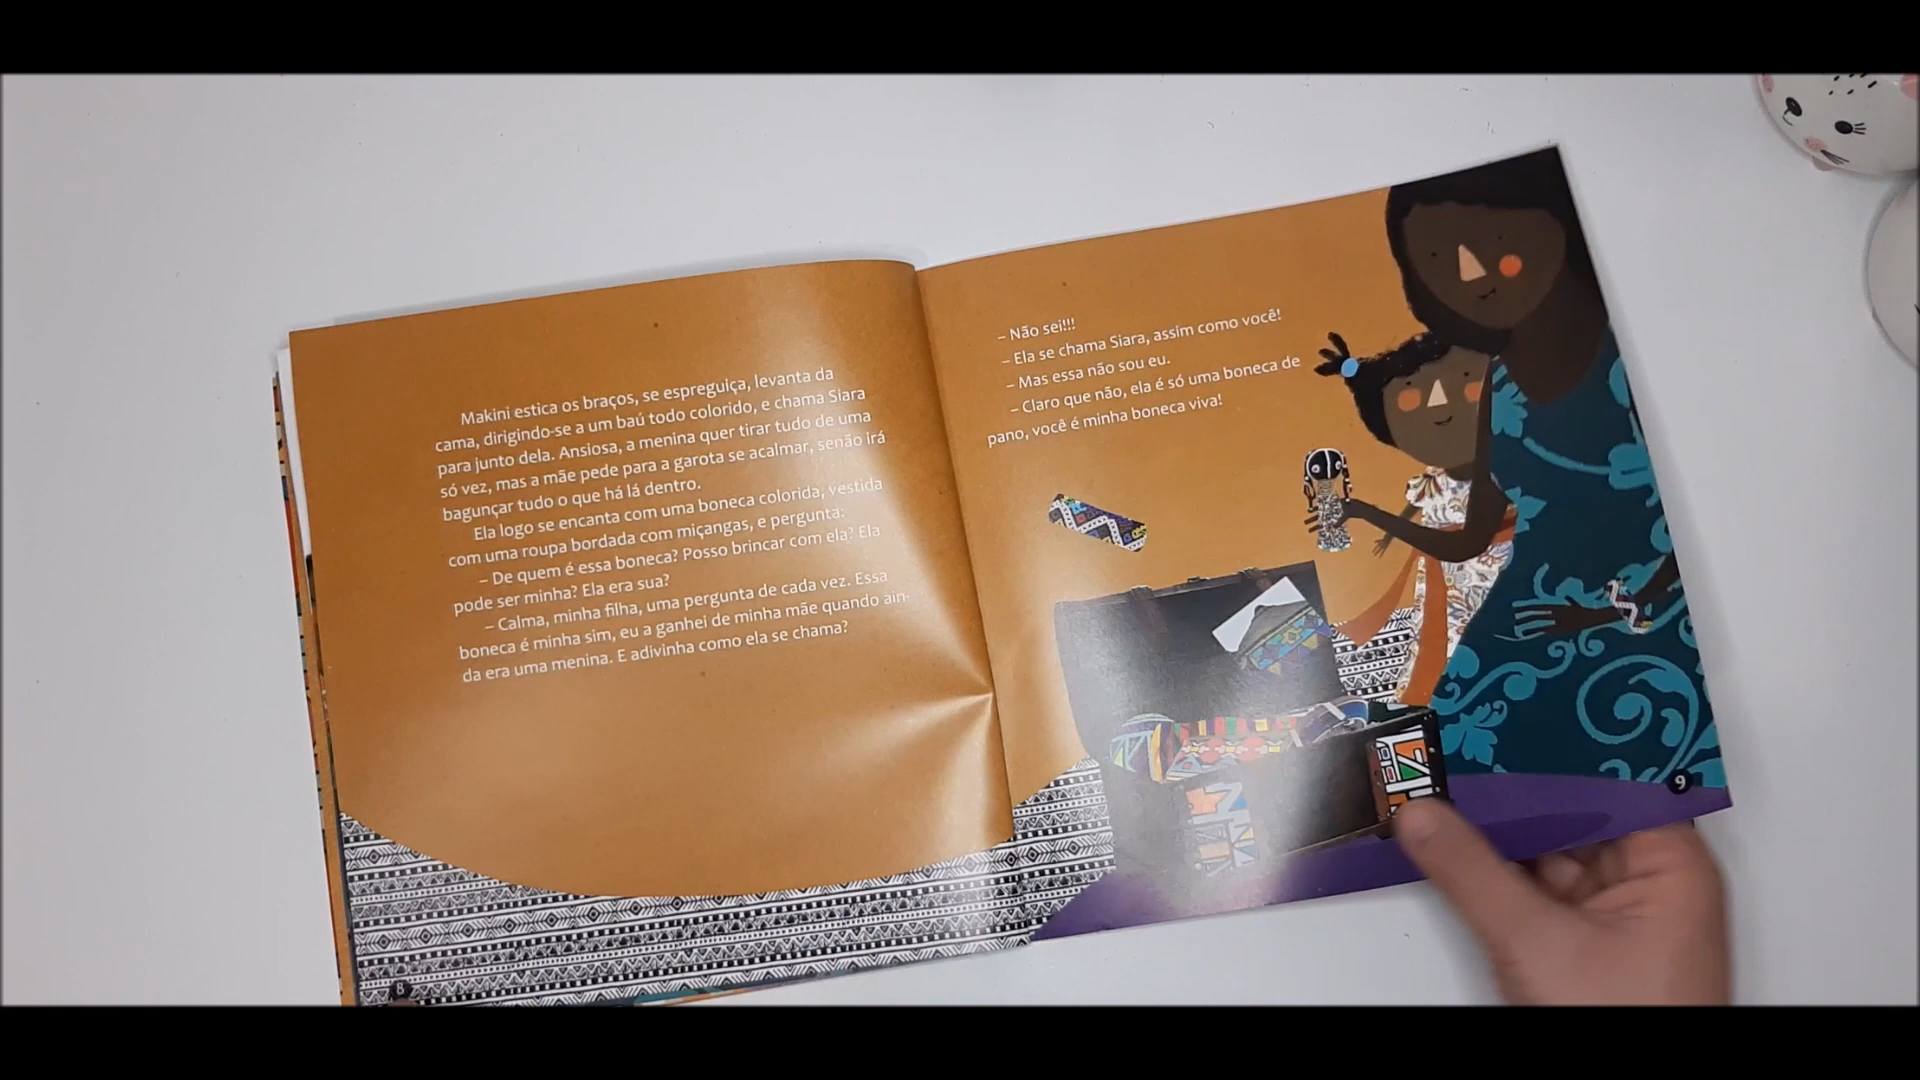 Makini estica os braços, se espreguiça, levanta da
cama, dirigindo-se a um baú todo colorido, e chama Siara
para junto dela. Ansiosa, a menina quer tirar tudo de uma
só vez, mas a mãe pede para a garota se acalmar, senão irá
bagunçar tudo o que há lá dentro.
Ela logo se encanta com uma boneca colorida, vestida
com uma roupa bordada com miçangas, e pergunta:
– De quem é essa boneca? Posso brincar com ela? Ela
pode ser minha? Ela era sua?
– Calma, minha filha, uma pergunta de cada vez. Essa
boneca é minha sim, eu a ganhei de minha mãe quando ain-
da era uma menina. E adivinha como ela se chama?
8
– Não sei!!!
– Ela se chama Siara, assim como você!
– Mas essa não sou eu.
– Claro que não, ela é só uma boneca de
pano, você é minha boneca viva!
9